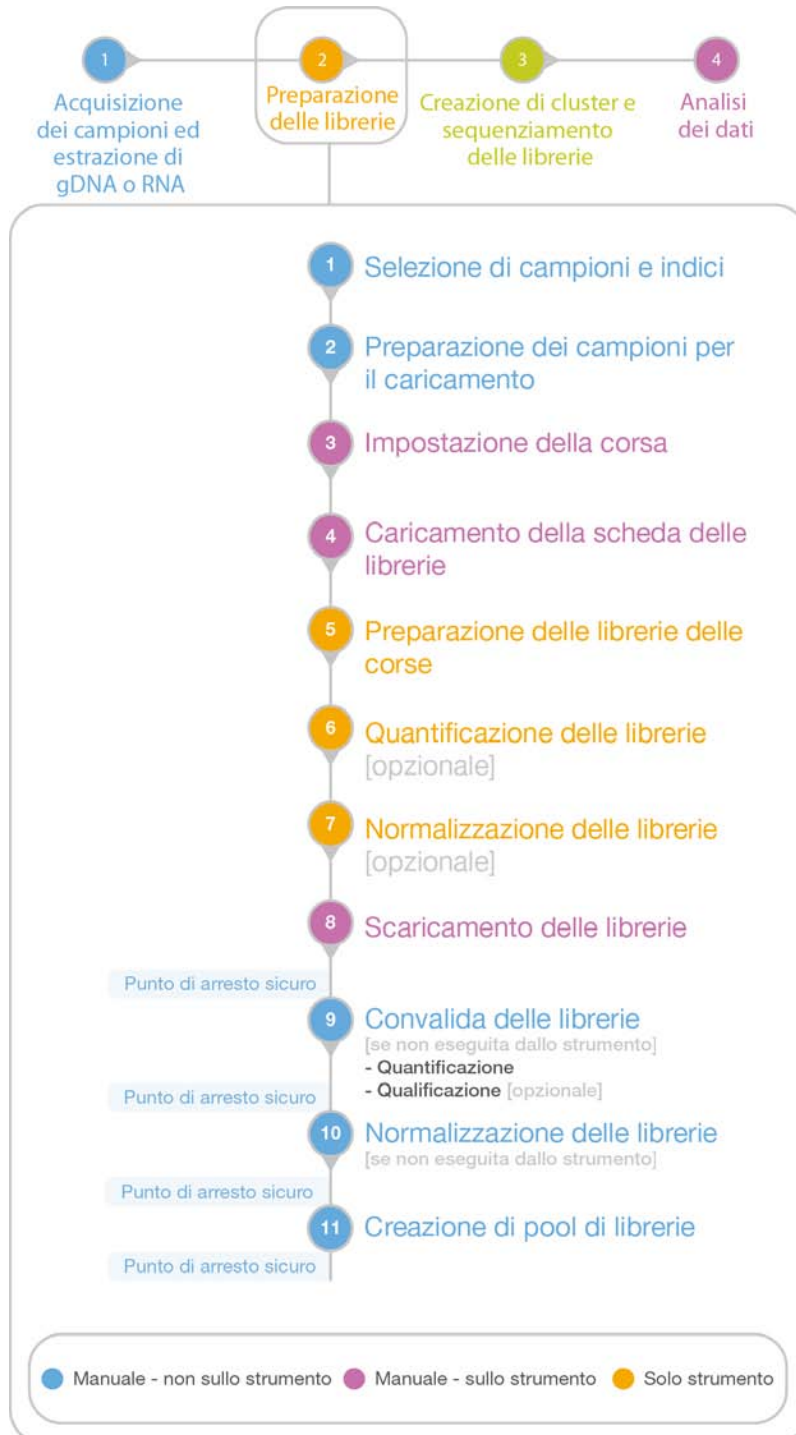 1
2
3
4
Acquisizione
dei campioni ed
estrazione di
gDNA o RNA
Preparazione
delle librerie
Creazione di cluster e
sequenziamento
delle librerie
Analisi
dei dati
1 Selezione di campioni e indici
2 Preparazione dei campioni per
il caricamento
3 Impostazione della corsa
4 Caricamento della scheda delle
librerie
5 Preparazione delle librerie delle
corse
6 Quantificazione delle librerie
[opzionale]
7 Normalizzazione delle librerie
[opzionale]
8 Scaricamento delle librerie
Punto di arresto sicuro
9 Convalida delle librerie
[se non eseguita dallo strumento]
- Quantificazione
- Qualificazione [opzionale]
Punto di arresto sicuro
10 Normalizzazione delle librerie
[se non eseguita dallo strumento]
Punto di arresto sicuro
11 Creazione di pool di librerie
Punto di arresto sicuro
Manuale - non sullo strumento
Manuale - sullo strumento
Solo strumento